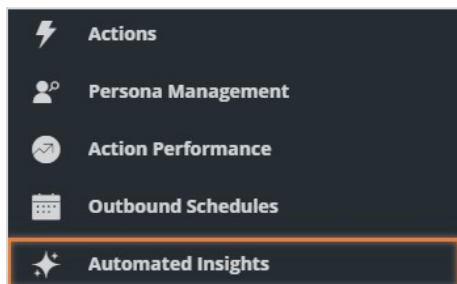 Actions
Persona Management
Action Performance
Outbound Schedules
Automated Insights